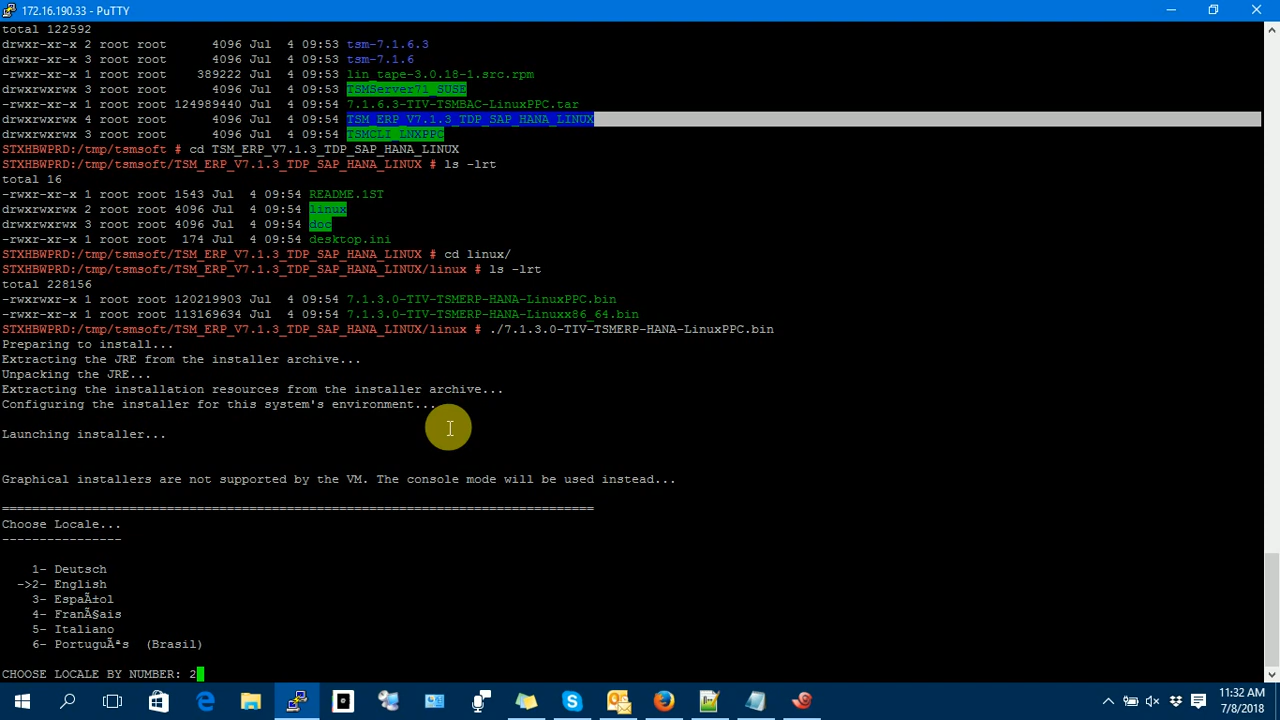 172.16.190.33 - PuTTY
total 122592
drwxr-xr-x 2 root root      4096 Jul  4 09:53 tsm-7.1.6.3
drwxr-xr-x 3 root root      4096 Jul  4 09:53 tsm-7.1.6
-rwxr-xr-x 1 root root    389222 Jul  4 09:53 lin_tape-3.0.18-1.src.rpm
drwxrwxrwx 3 root root      4096 Jul  4 09:53 TSMServer71_SUSE
-rwxr-xr-x 1 root root 124989440 Jul  4 09:54 7.1.6.3-TIV-TSMBAC-LinuxPPC.tar
drwxrwxrwx 4 root root      4096 Jul  4 09:54 TSM_ERP_V7.1.3_TDP_SAP_HANA_LINUX
drwxrwxrwx 3 root root      4096 Jul  4 09:54 TSMCLI_LNXPPC
STXHBWPRD:/tmp/tsmsoft # cd TSM_ERP_V7.1.3_TDP_SAP_HANA_LINUX
STXHBWPRD:/tmp/tsmsoft/TSM_ERP_V7.1.3_TDP_SAP_HANA_LINUX # ls -lrt
total 16
-rwxr-xr-x 1 root root 1543 Jul  4 09:54 README.1ST
drwxrwxrwx 2 root root 4096 Jul  4 09:54 linux
drwxrwxrwx 3 root root 4096 Jul  4 09:54 doc
-rwxr-xr-x 1 root root  174 Jul  4 09:54 desktop.ini
STXHBWPRD:/tmp/tsmsoft/TSM_ERP_V7.1.3_TDP_SAP_HANA_LINUX # cd linux/
STXHBWPRD:/tmp/tsmsoft/TSM_ERP_V7.1.3_TDP_SAP_HANA_LINUX/linux # ls -lrt
total 228156
-rwxrwxrwx 1 root root 120219903 Jul  4 09:54 7.1.3.0-TIV-TSMERP-HANA-LinuxPPC.bin
-rwxrwxrwx 1 root root 113169634 Jul  4 09:54 7.1.3.0-TIV-TSMERP-HANA-Linuxx86_64.bin
STXHBWPRD:/tmp/tsmsoft/TSM_ERP_V7.1.3_TDP_SAP_HANA_LINUX/linux # ./7.1.3.0-TIV-TSMERP-HANA-LinuxPPC.bin
Preparing to install...
Extracting the JRE from the installer archive...
Unpacking the JRE...
Extracting the installation resources from the installer archive...
Configuring the installer for this system's environment...
Launching installer...
Graphical installers are not supported by the VM. The console mode will be used instead...
===============================================================================
Choose Locale...
----------------
1- Deutsch
->2- English
3- EspaÃ±ol
4- FranÃ§ais
5- Italiano
6- PortuguÃªs  (Brasil)
CHOOSE LOCALE BY NUMBER: 2
11:32 AM
7/8/2018